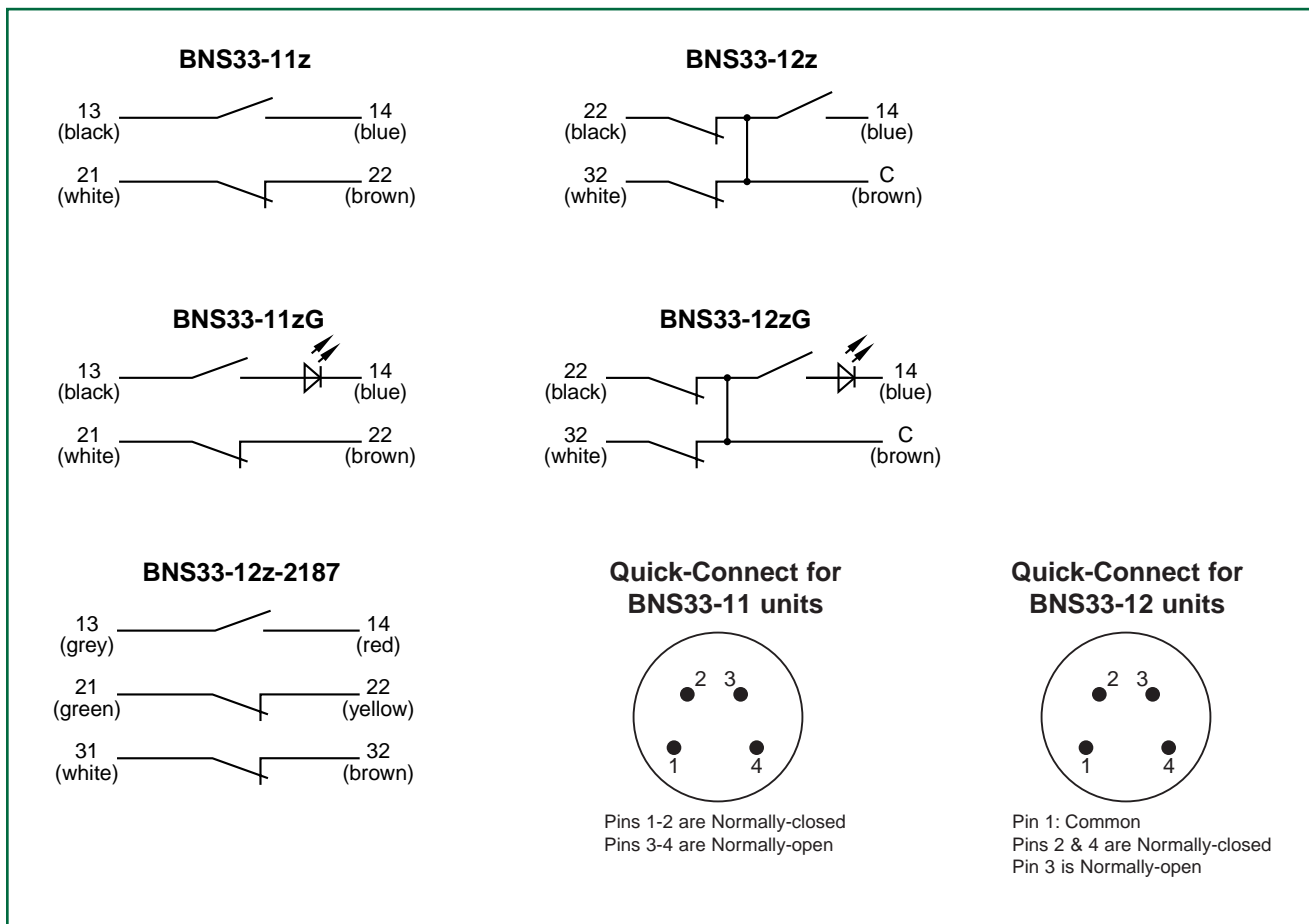 BNS33-11z
13 14
(black) (blue)
21 22
(white) (brown)
BNS33-12z
22 14
(black) (blue)
32 C
(white) (brown)
BNS33-11zG
13 14
(black) (blue)
21 22
(white) (brown)
BNS33-12zG
22 14
(black) (blue)
32 C
(white) (brown)
BNS33-12z-2187
13 14
(grey) (red)
21 22
(green) (yellow)
31 32
(white) (brown)
Quick-Connect for
BNS33-11 units
2 3
1 4
Pins 1-2 are Normally-closed
Pins 3-4 are Normally-open
Quick-Connect for
BNS33-12 units
2 3
1 4
Pin 1: Common
Pins 2 & 4 are Normally-closed
Pin 3 is Normally-open